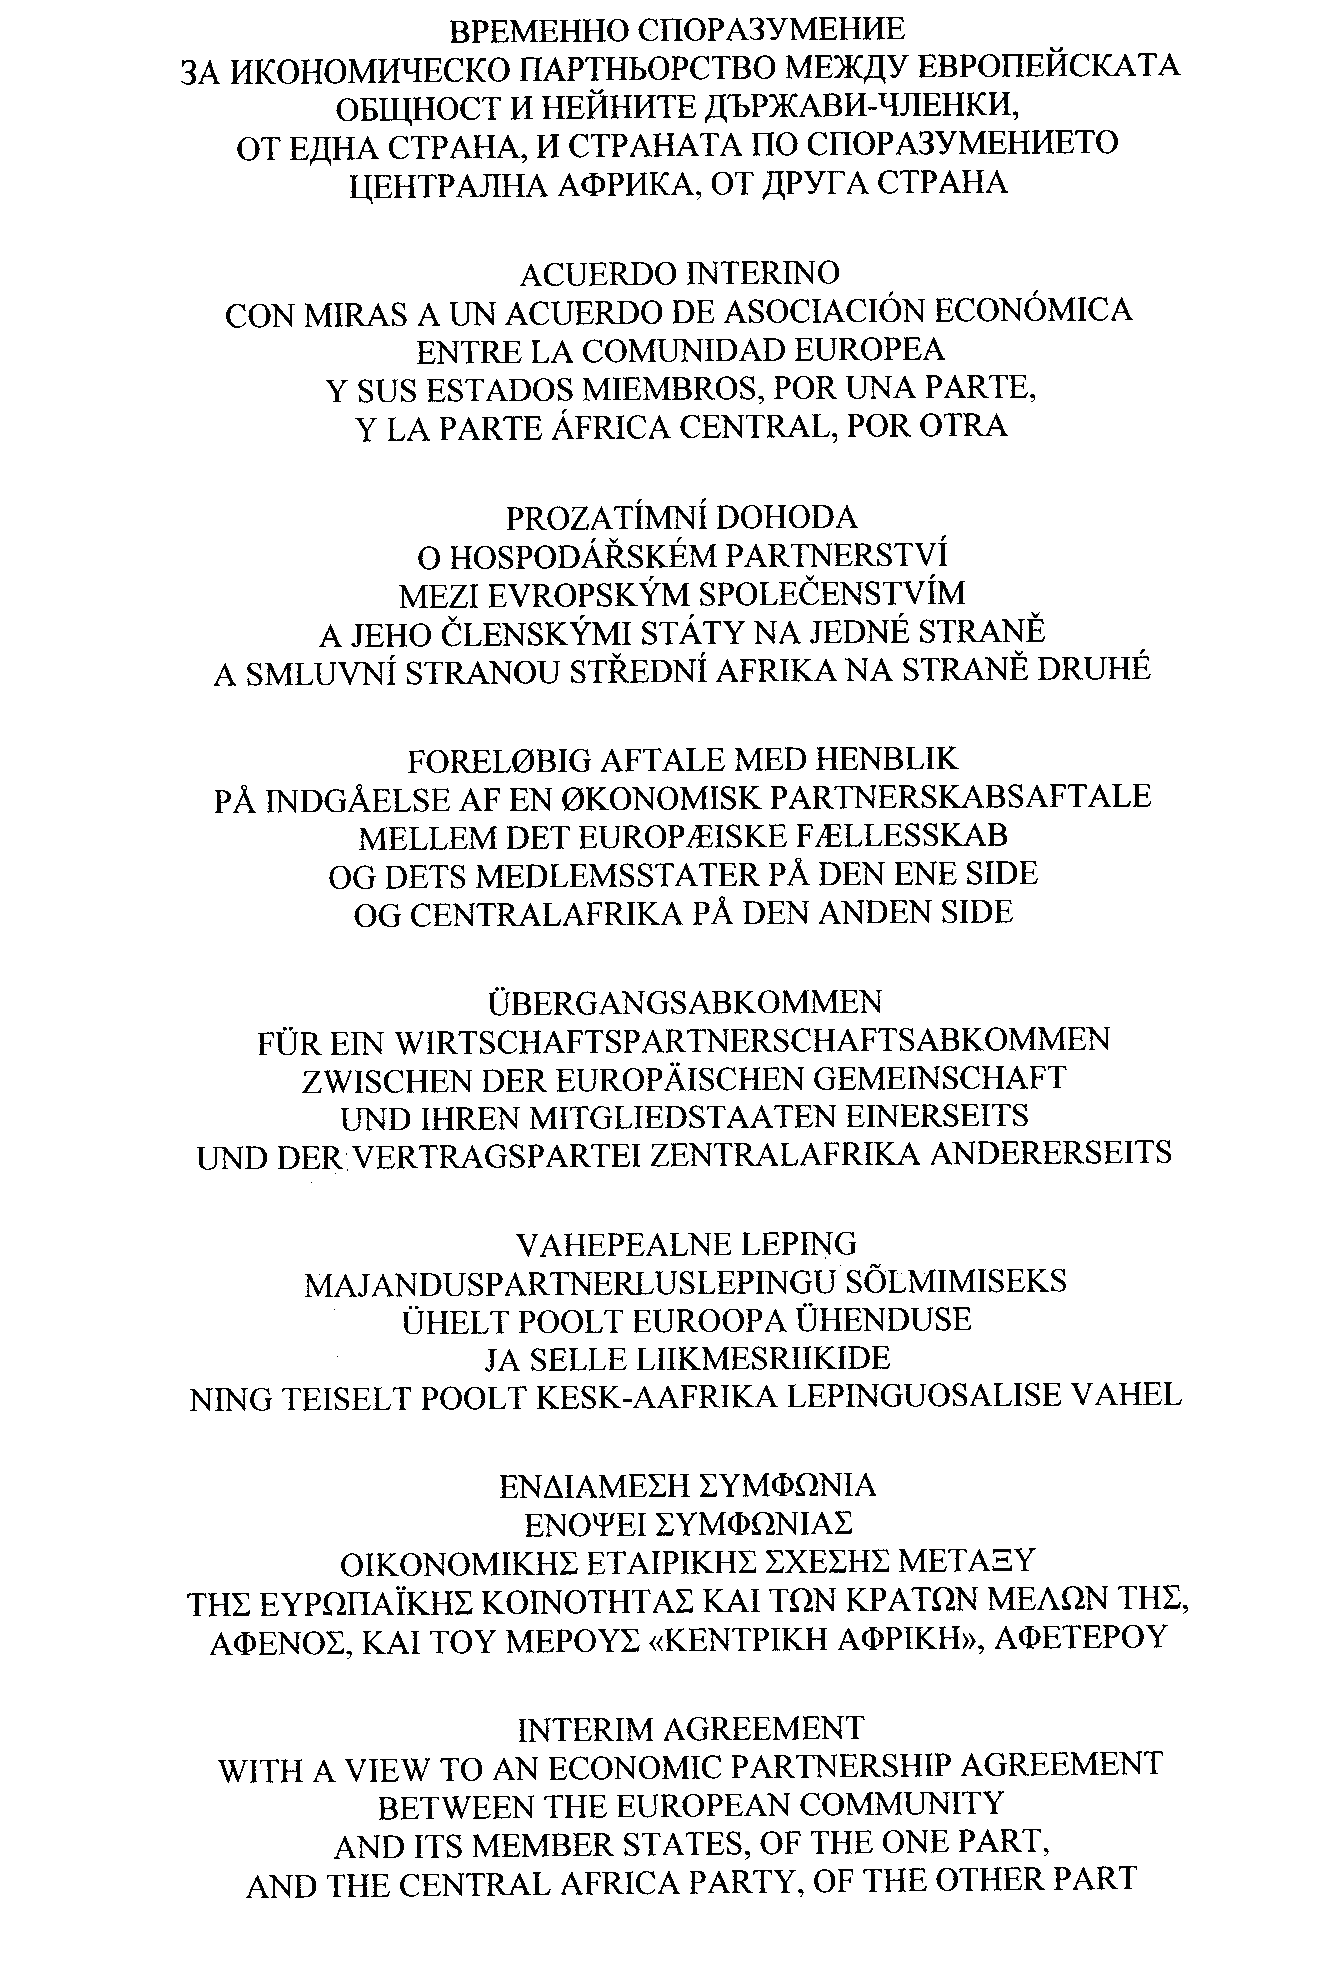 ВРЕМЕННО СПОРАЗУМЕНИЕ
ЗА ИКОНОМИЧЕСКО ПАРТНЬОРСТВО МЕЖДУ ЕВРОПЕЙСКАТА
ОБЩНОСТ И НЕЙНИТЕ ДЪРЖАВИ-ЧЛЕНКИ,
ОТ ЕДНА СТРАНА, И СТРАНАТА ПО СПОРАЗУМЕНИЕТО
ЦЕНТРАЛНА АФРИКА, ОТ ДРУГА СТРАНА
ACUERDO INTERINO
CON MIRAS A UN ACUERDO DE ASOCIACIÓN ECONÓMICA
ENTRE LA COMUNIDAD EUROPEA
Y SUS ESTADOS MIEMBROS, POR UNA PARTE,
Y LA PARTE ÁFRICA CENTRAL, POR OTRA
PROZATÍMNÍ DOHODA
O HOSPODÁŘSKÉM PARTNERSTVÍ
MEZI EVROPSKÝM SPOLEČENSTVÍM
A JEHO ČLENSKÝMI STÁTY NA JEDNÉ STRANĚ
A SMLUVNÍ STRANOU STŘEDNÍ AFRIKA NA STRANĚ DRUHÉ
FORELØBIG AFTALE MED HENBLIK
PÅ INDGÅELSE AF EN ØKONOMISK PARTNERSKABSAFTALE
MELLEM DET EUROPÆISKE FÆLLESSKAB
OG DETS MEDLEMSSTATER PÅ DEN ENE SIDE
OG CENTRALAFRIKA PÅ DEN ANDEN SIDE
ÜBERGANGSABKOMMEN
FÜR EIN WIRTSCHAFTSPARTNERSCHAFTSABKOMMEN
ZWISCHEN DER EUROPÄISCHEN GEMEINSCHAFT
UND IHREN MITGLIEDSTAATEN EINERSEITS
UND DER VERTRAGSPARTEI ZENTRALAFRIKA ANDERERSEITS
VAHEPEALNE LEPING
MAJANDUSPARTNERLUSLEPINGU SÕLMIMISEKS
ÜHELT POOLT EUROOPA ÜHENDUSE
JA SELLE LIIKMESRIIKIDE
NING TEISELT POOLT KESK-AAFRIKA LEPINGUOSALISE VAHEL
ΕΝΔΙΑΜΕΣΗ ΣΥΜΦΩΝΙΑ
ΕΝΟΨΕΙ ΣΥΜΦΩΝΙΑΣ
ΟΙΚΟΝΟΜΙΚΗΣ ΕΤΑΙΡΙΚΗΣ ΣΧΕΣΗΣ ΜΕΤΑΞΥ
ΤΗΣ ΕΥΡΩΠΑΪΚΗΣ ΚΟΙΝΟΤΗΤΑΣ ΚΑΙ ΤΩΝ ΚΡΑΤΩΝ ΜΕΛΩΝ ΤΗΣ,
ΑΦΕΝΟΣ, ΚΑΙ ΤΟΥ ΜΕΡΟΥΣ «ΚΕΝΤΡΙΚΗ ΑΦΡΙΚΗ», ΑΦΕΤΕΡΟΥ
INTERIM AGREEMENT
WITH A VIEW TO AN ECONOMIC PARTNERSHIP AGREEMENT
BETWEEN THE EUROPEAN COMMUNITY
AND ITS MEMBER STATES, OF THE ONE PART,
AND THE CENTRAL AFRICA PARTY, OF THE OTHER PART